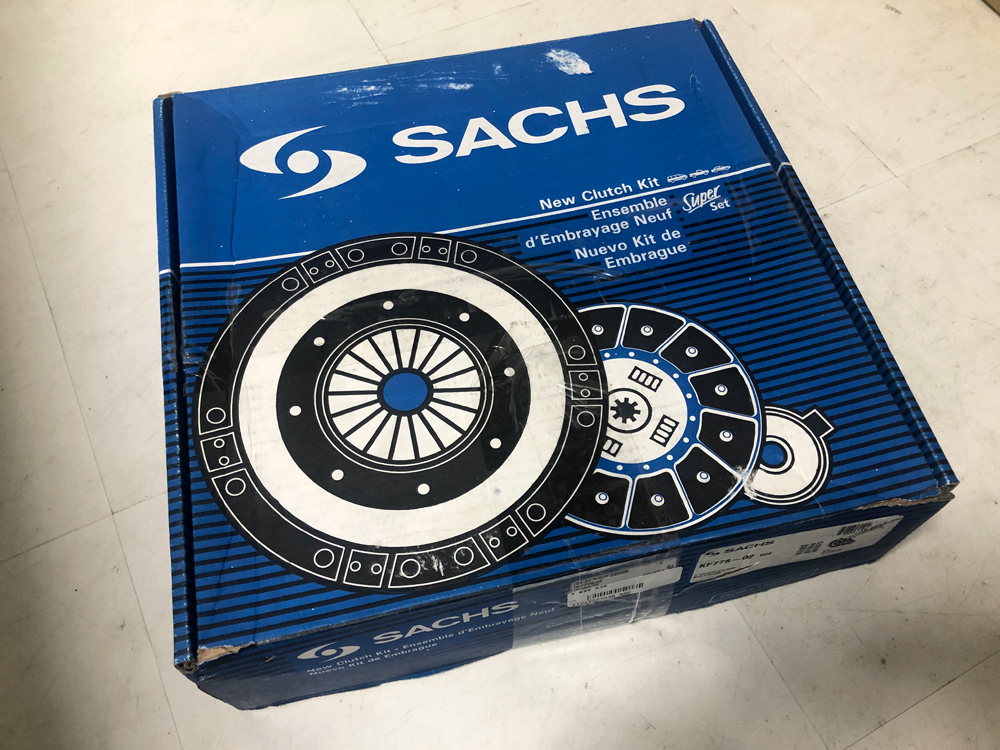 SACHS
New Clutch Kit
Ensemble
d'Embrayage Neuf
Super
Set
Nuevo Kit de
Embrague
SACHS
New Clutch Kit • Ensemble d'Embrayage Neuf
Nuevo Kit de Embrague
SACHS